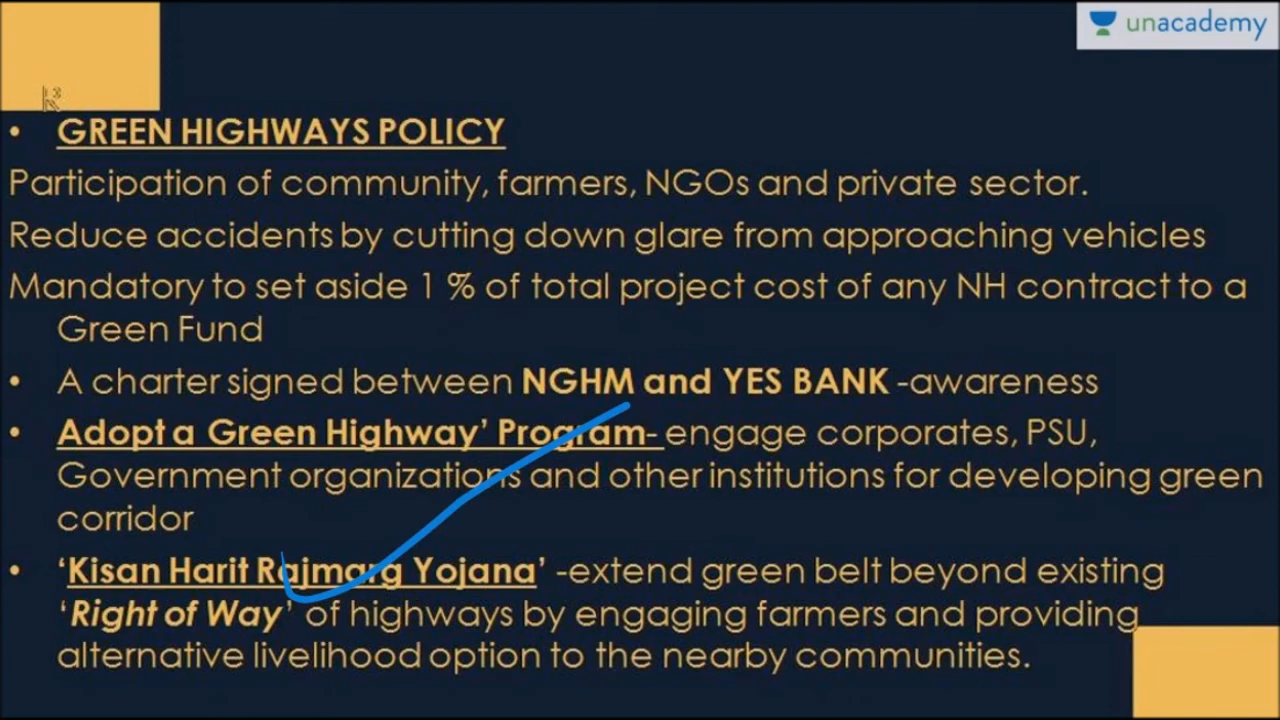 unacademy
• GREEN HIGHWAYS POLICY
Participation of community, farmers, NGOs and private sector.
Reduce accidents by cutting down glare from approaching vehicles
Mandatory to set aside 1 % of total project cost of any NH contract to a
Green Fund
• A charter signed between NGHM and YES BANK -awareness
• Adopt a Green Highway’ Program- engage corporates, PSU,
Government organizations and other institutions for developing green
corridor
• ‘Kisan Harit Rajmarg Yojana’ -extend green belt beyond existing
‘Right of Way’ of highways by engaging farmers and providing
alternative livelihood option to the nearby communities.